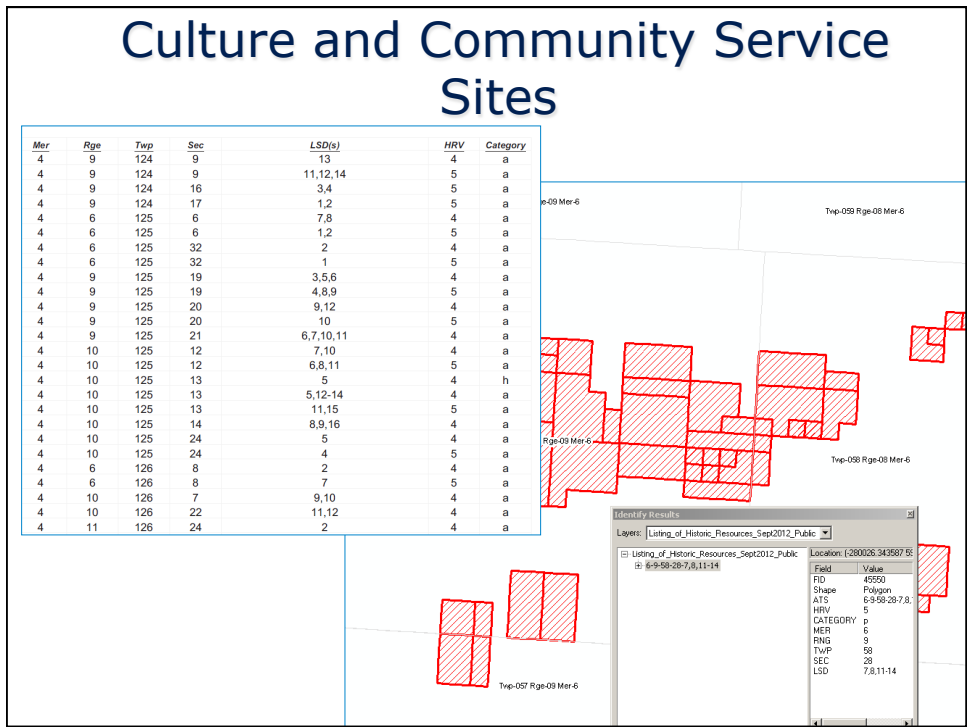 Culture and Community Service
Sites
Mer Rge Twp Sec LSD(s) HRV Category
4 9 124 9 13 4 a
4 9 124 9 11,12,14 5 a
4 9 124 16 3,4 5 a
4 9 124 17 1,2 5 a
4 6 125 6 7,8 4 a
4 6 125 6 1,2 5 a
4 6 125 32 2 4 a
4 6 125 32 1 5 a
4 9 125 19 3,5,6 4 a
4 9 125 19 4,8,9 5 a
4 9 125 20 9,12 4 a
4 9 125 20 10 5 a
4 9 125 21 6,7,10,11 4 a
4 10 125 12 7,10 4 a
4 10 125 12 6,8,11 5 a
4 10 125 13 5 4 h
4 10 125 13 5,12-14 4 a
4 10 125 13 11,15 5 a
4 10 125 14 8,9,16 4 a
4 10 125 24 5 4 a
4 10 125 24 4 5 a
4 6 126 8 2 4 a
4 6 126 8 7 5 a
4 10 126 7 9,10 4 a
4 10 126 22 11,12 4 a
4 11 126 24 2 4 a
e-09 Mer-6
Twp-059 Rge-08 Mer-6
Rge-09 Mer-6
Twp-058 Rge-08 Mer-6
Twp-057 Rge-09 Mer-6
Identify Results
Layers: Listing_of_Historic_Resources_Sept2012_Public
Listing_of_Historic_Resources_Sept2012_Public
6-9-58-28-7,8,11-14
Location: (-280026.343587
Field Value
FID 45550
Shape Polygon
ATS 6-9-58-28-7,8,
HRV 5
CATEGORY p
MER 6
RNG 9
TWP 58
SEC 28
LSD 7,8,11-14